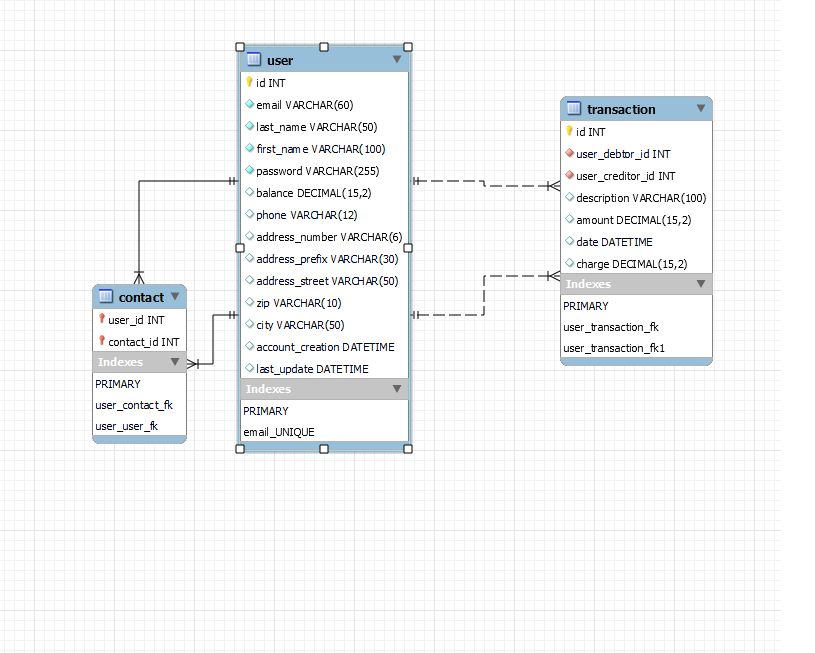 user
id INT
email VARCHAR(60)
last_name VARCHAR(50)
first_name VARCHAR(100)
password VARCHAR(255)
balance DECIMAL(15,2)
phone VARCHAR(12)
address_number VARCHAR(6)
address_prefix VARCHAR(30)
address_street VARCHAR(50)
zip VARCHAR(10)
city VARCHAR(50)
account_creation DATETIME
last_update DATETIME
Indexes
PRIMARY
email_UNIQUE
transaction
id INT
user_debtor_id INT
user_creditor_id INT
description VARCHAR(100)
amount DECIMAL(15,2)
date DATETIME
charge DECIMAL(15,2)
Indexes
PRIMARY
user_transaction_fk
user_transaction_fk1
contact
user_id INT
contact_id INT
Indexes
PRIMARY
user_contact_fk
user_user_fk